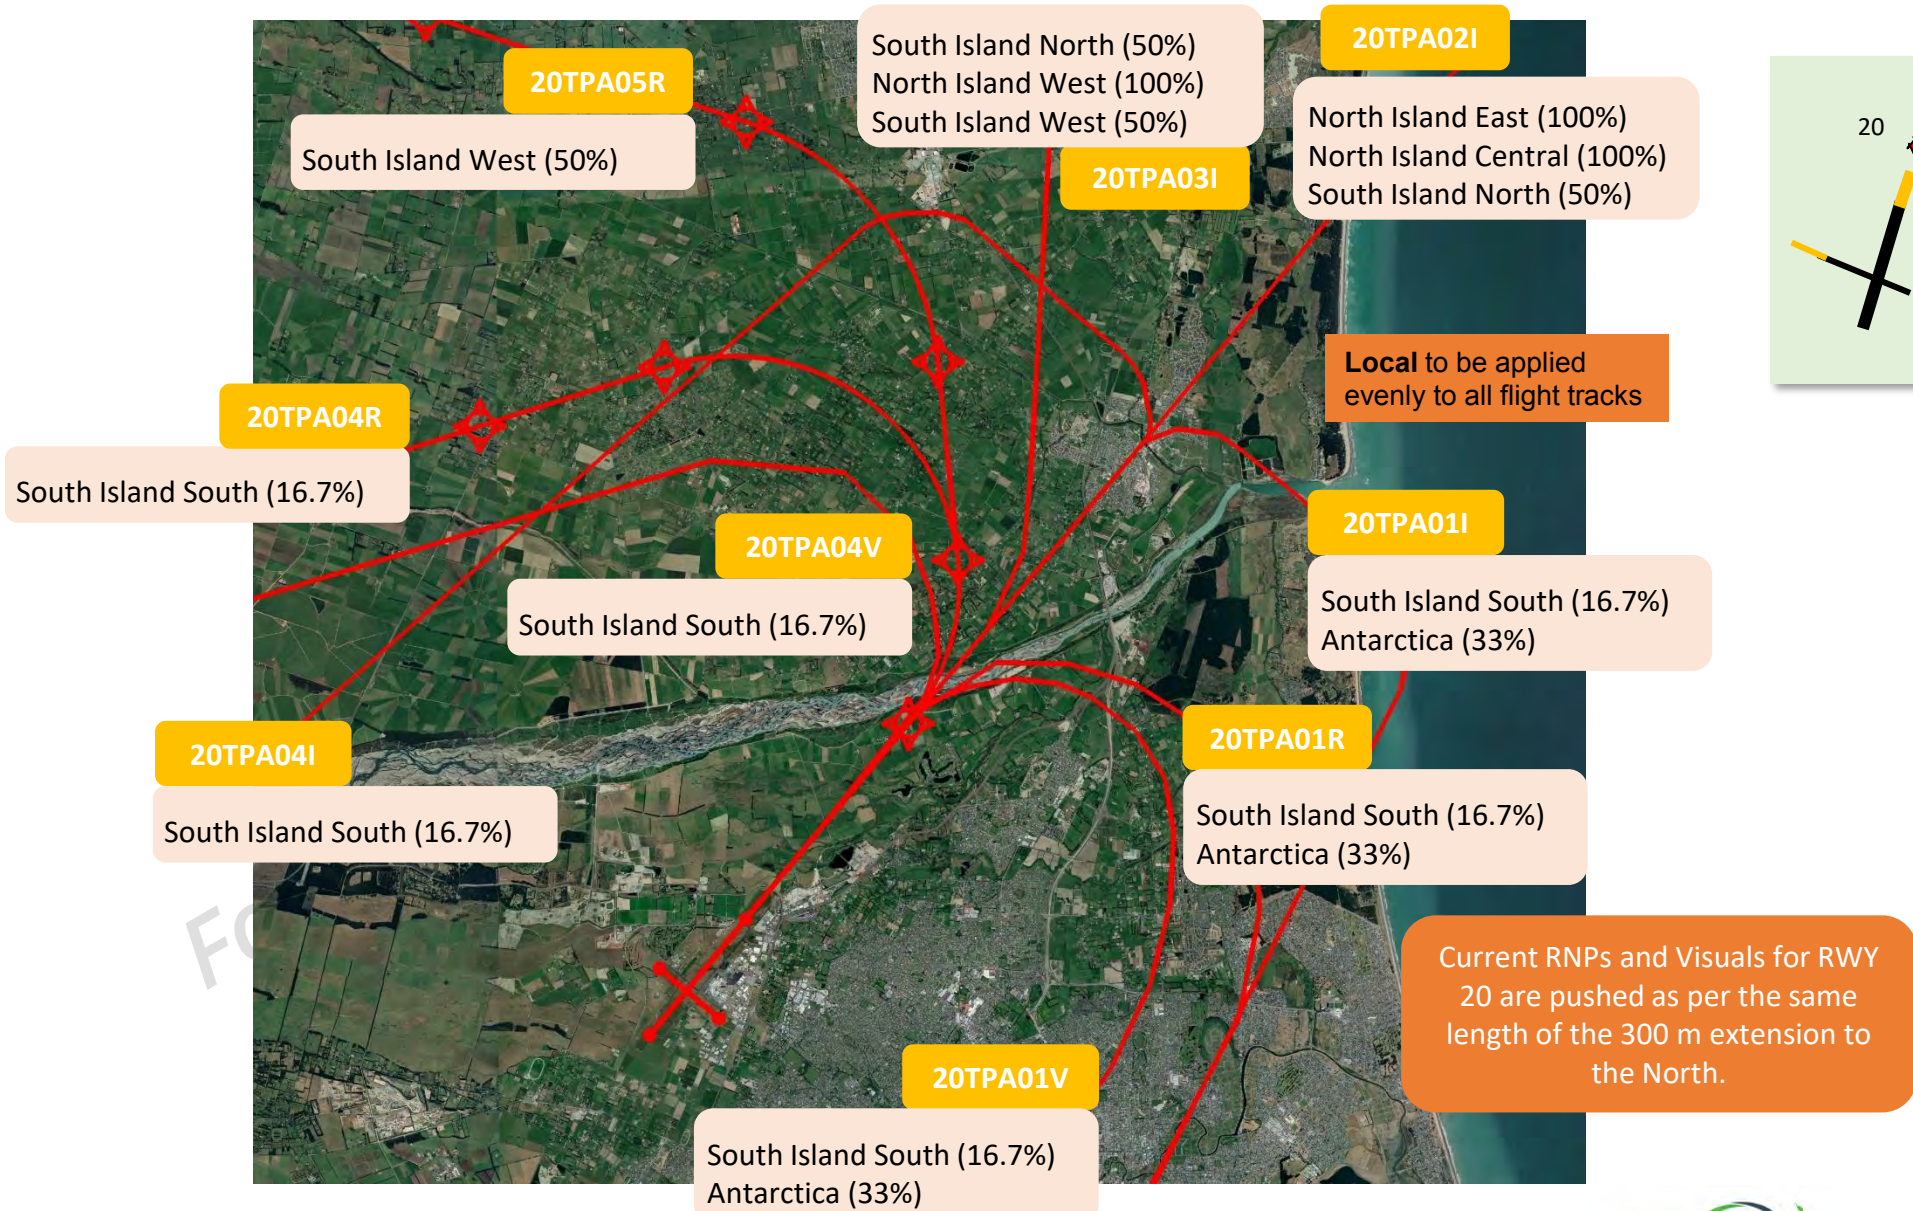 20TPA05R
South Island West (50%)
South Island North (50%)
North Island West (100%)
South Island West (50%)
20TPA03I
20TPA02I
North Island East (100%)
North Island Central (100%)
South Island North (50%)
20
Local to be applied
evenly to all flight tracks
20TPA04R
South Island South (16.7%)
20TPA04V
South Island South (16.7%)
20TPA01I
South Island South (16.7%)
Antarctica (33%)
20TPA04I
South Island South (16.7%)
20TPA01R
South Island South (16.7%)
Antarctica (33%)
Current RNPs and Visuals for RWY
20 are pushed as per the same
length of the 300 m extension to
the North.
20TPA01V
South Island South (16.7%)
Antarctica (33%)